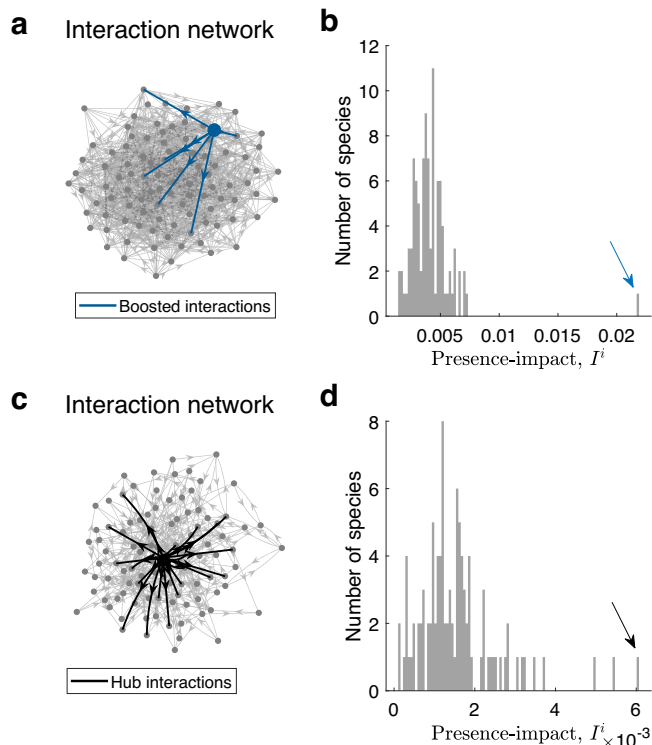 a
Interaction network
Boosted interactions
b
Number of species
12
10
8
6
4
2
0
0.005
0.01
0.015
0.02
Presence-impact, I^i
c
Interaction network
Hub interactions
d
Number of species
8
6
4
2
0
0
2
4
6
Presence-impact, I^i
×10^-3